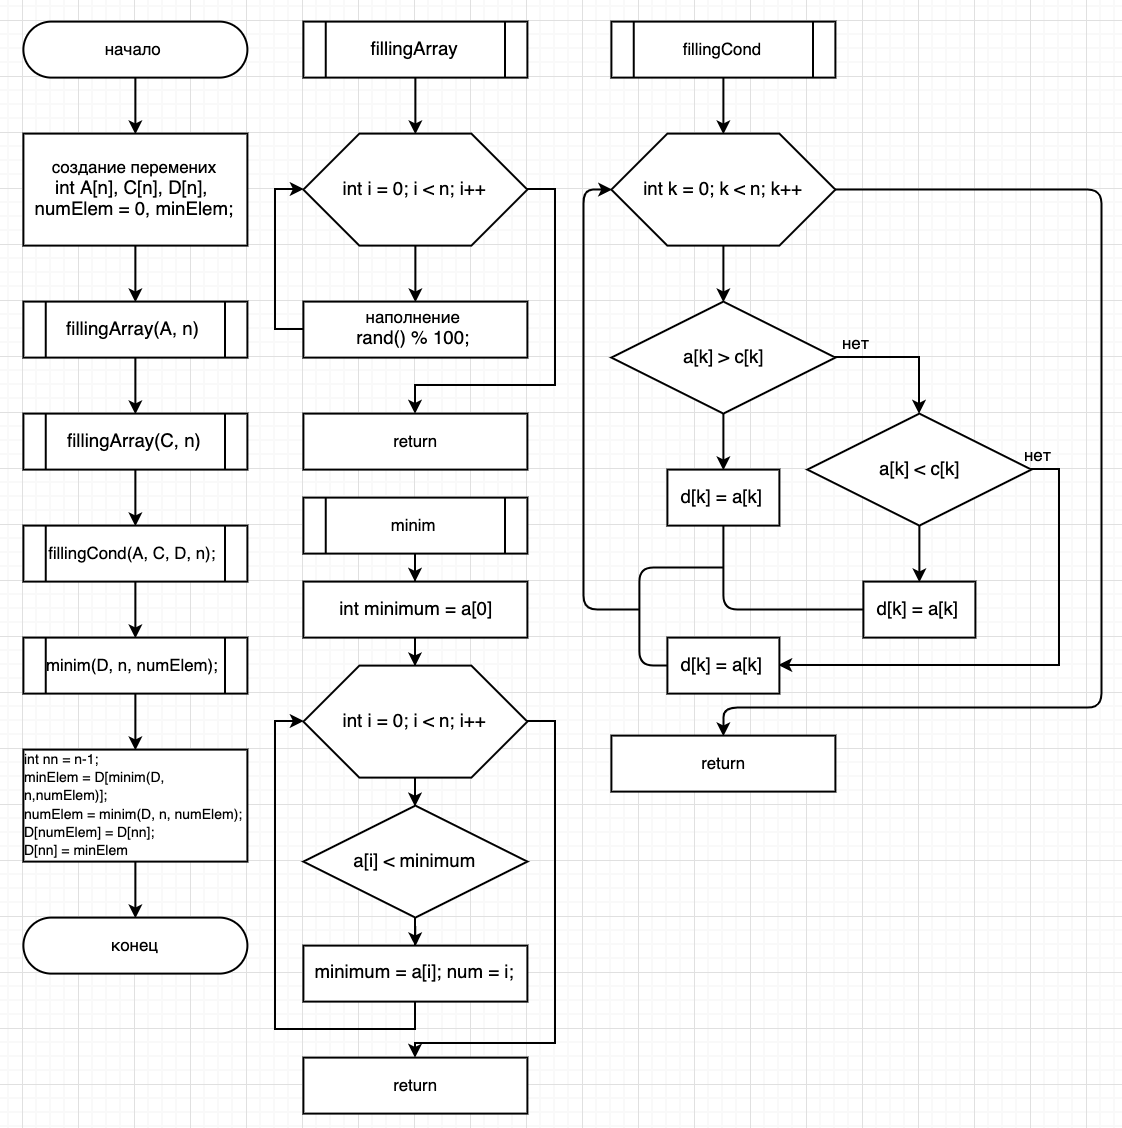 начало
создание перемених
int A[n], C[n], D[n],
numElem = 0, minElem;
fillingArray(A, n)
fillingArray(C, n)
fillingCond(A, C, D, n);
minim(D, n, numElem);
int nn = n-1;
minElem = D[minim(D,
n,numElem)];
numElem = minim(D, n, numElem);
D[numElem] = D[nn];
D[nn] = minElem
конец
fillingArray
int i = 0; i < n; i++
наполнение
rand() % 100;
return
minim
int minimum = a[0]
int i = 0; i < n; i++
a[i] < minimum
minimum = a[i]; num = i;
return
fillingCond
int k = 0; k < n; k++
a[k] > c[k]
нет
d[k] = a[k]
a[k] < c[k]
нет
d[k] = a[k]
d[k] = a[k]
return